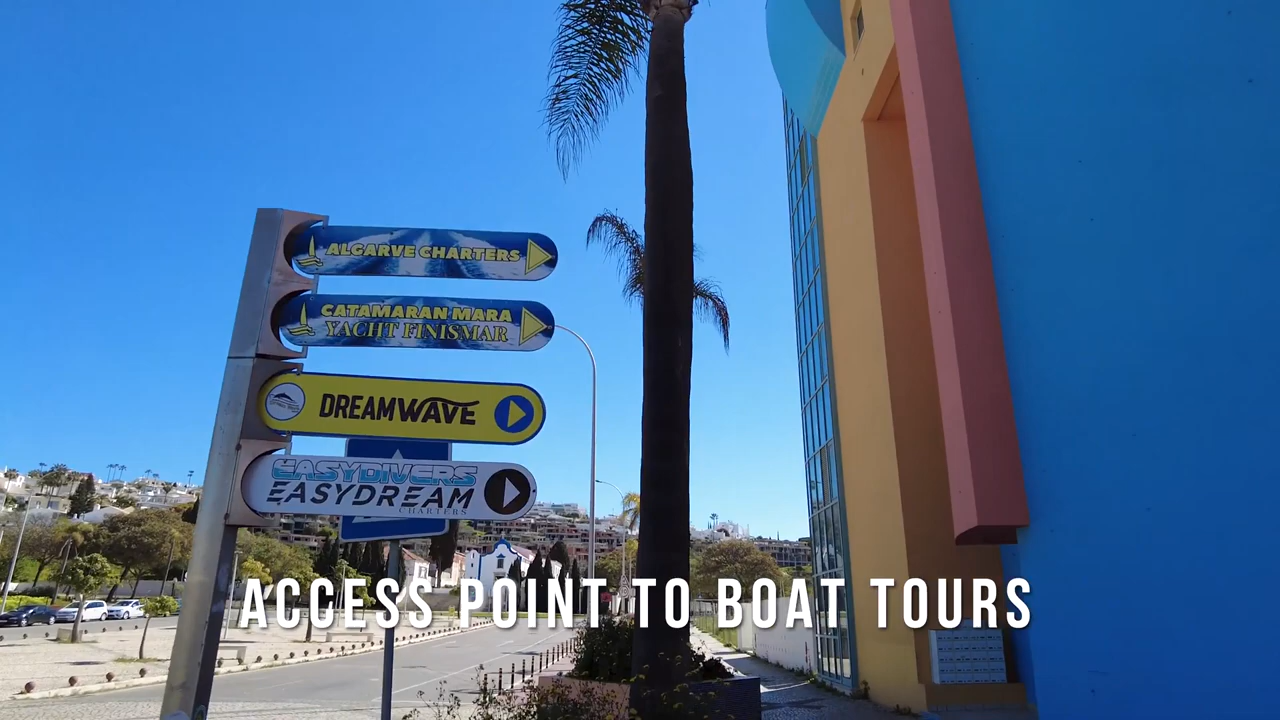 ALGARVE CHARTERS
CATAMARAN MARA
YACHT FINISMAR
DREAMWAVE
EASYDIVERS
EASYDREAM
CHARTERS
ACCESS POINT TO BOAT TOURS